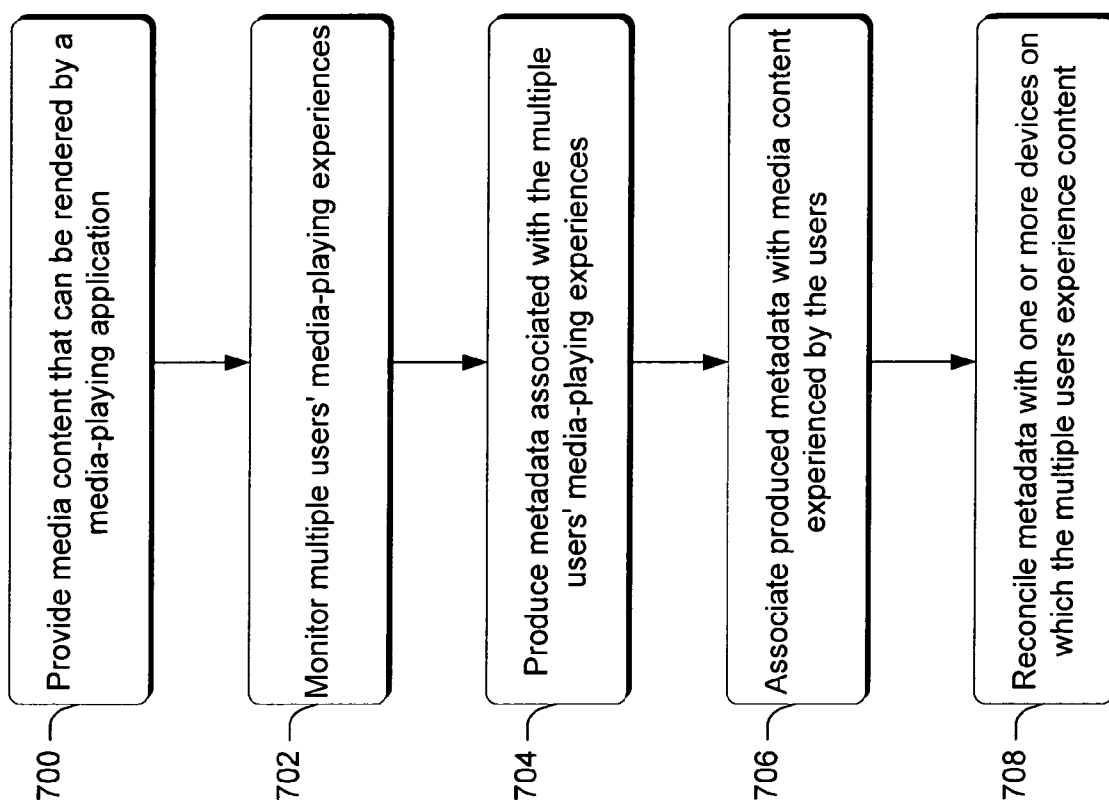 700
Provide media content that can be rendered by a
media-playing application
702
Monitor multiple users' media-playing experiences
704
Produce metadata associated with the multiple
users' media-playing experiences
706
Associate produced metadata with media content
experienced by the users
708
Reconcile metadata with one or more devices on
which the multiple users experience content